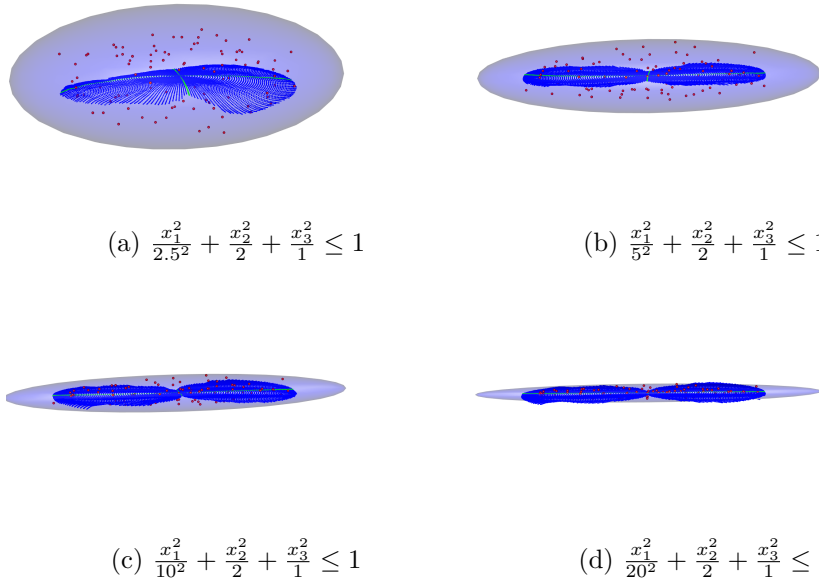 (a) $\frac{x_1^2}{2.5^2} + \frac{x_2^2}{2} + \frac{x_3^2}{1} \leq 1$
(b) $\frac{x_1^2}{5^2} + \frac{x_2^2}{2} + \frac{x_3^2}{1} \leq 1$
(c) $\frac{x_1^2}{10^2} + \frac{x_2^2}{2} + \frac{x_3^2}{1} \leq 1$
(d) $\frac{x_1^2}{20^2} + \frac{x_2^2}{2} + \frac{x_3^2}{1} \leq$